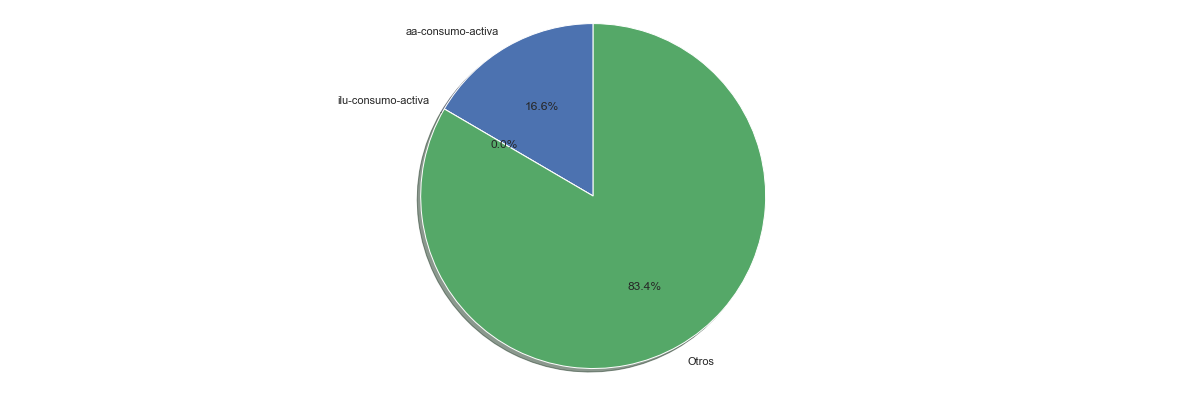 aa-consumo-activa
ilu-consumo-activa
16.6%
0.0%
83.4%
Otros